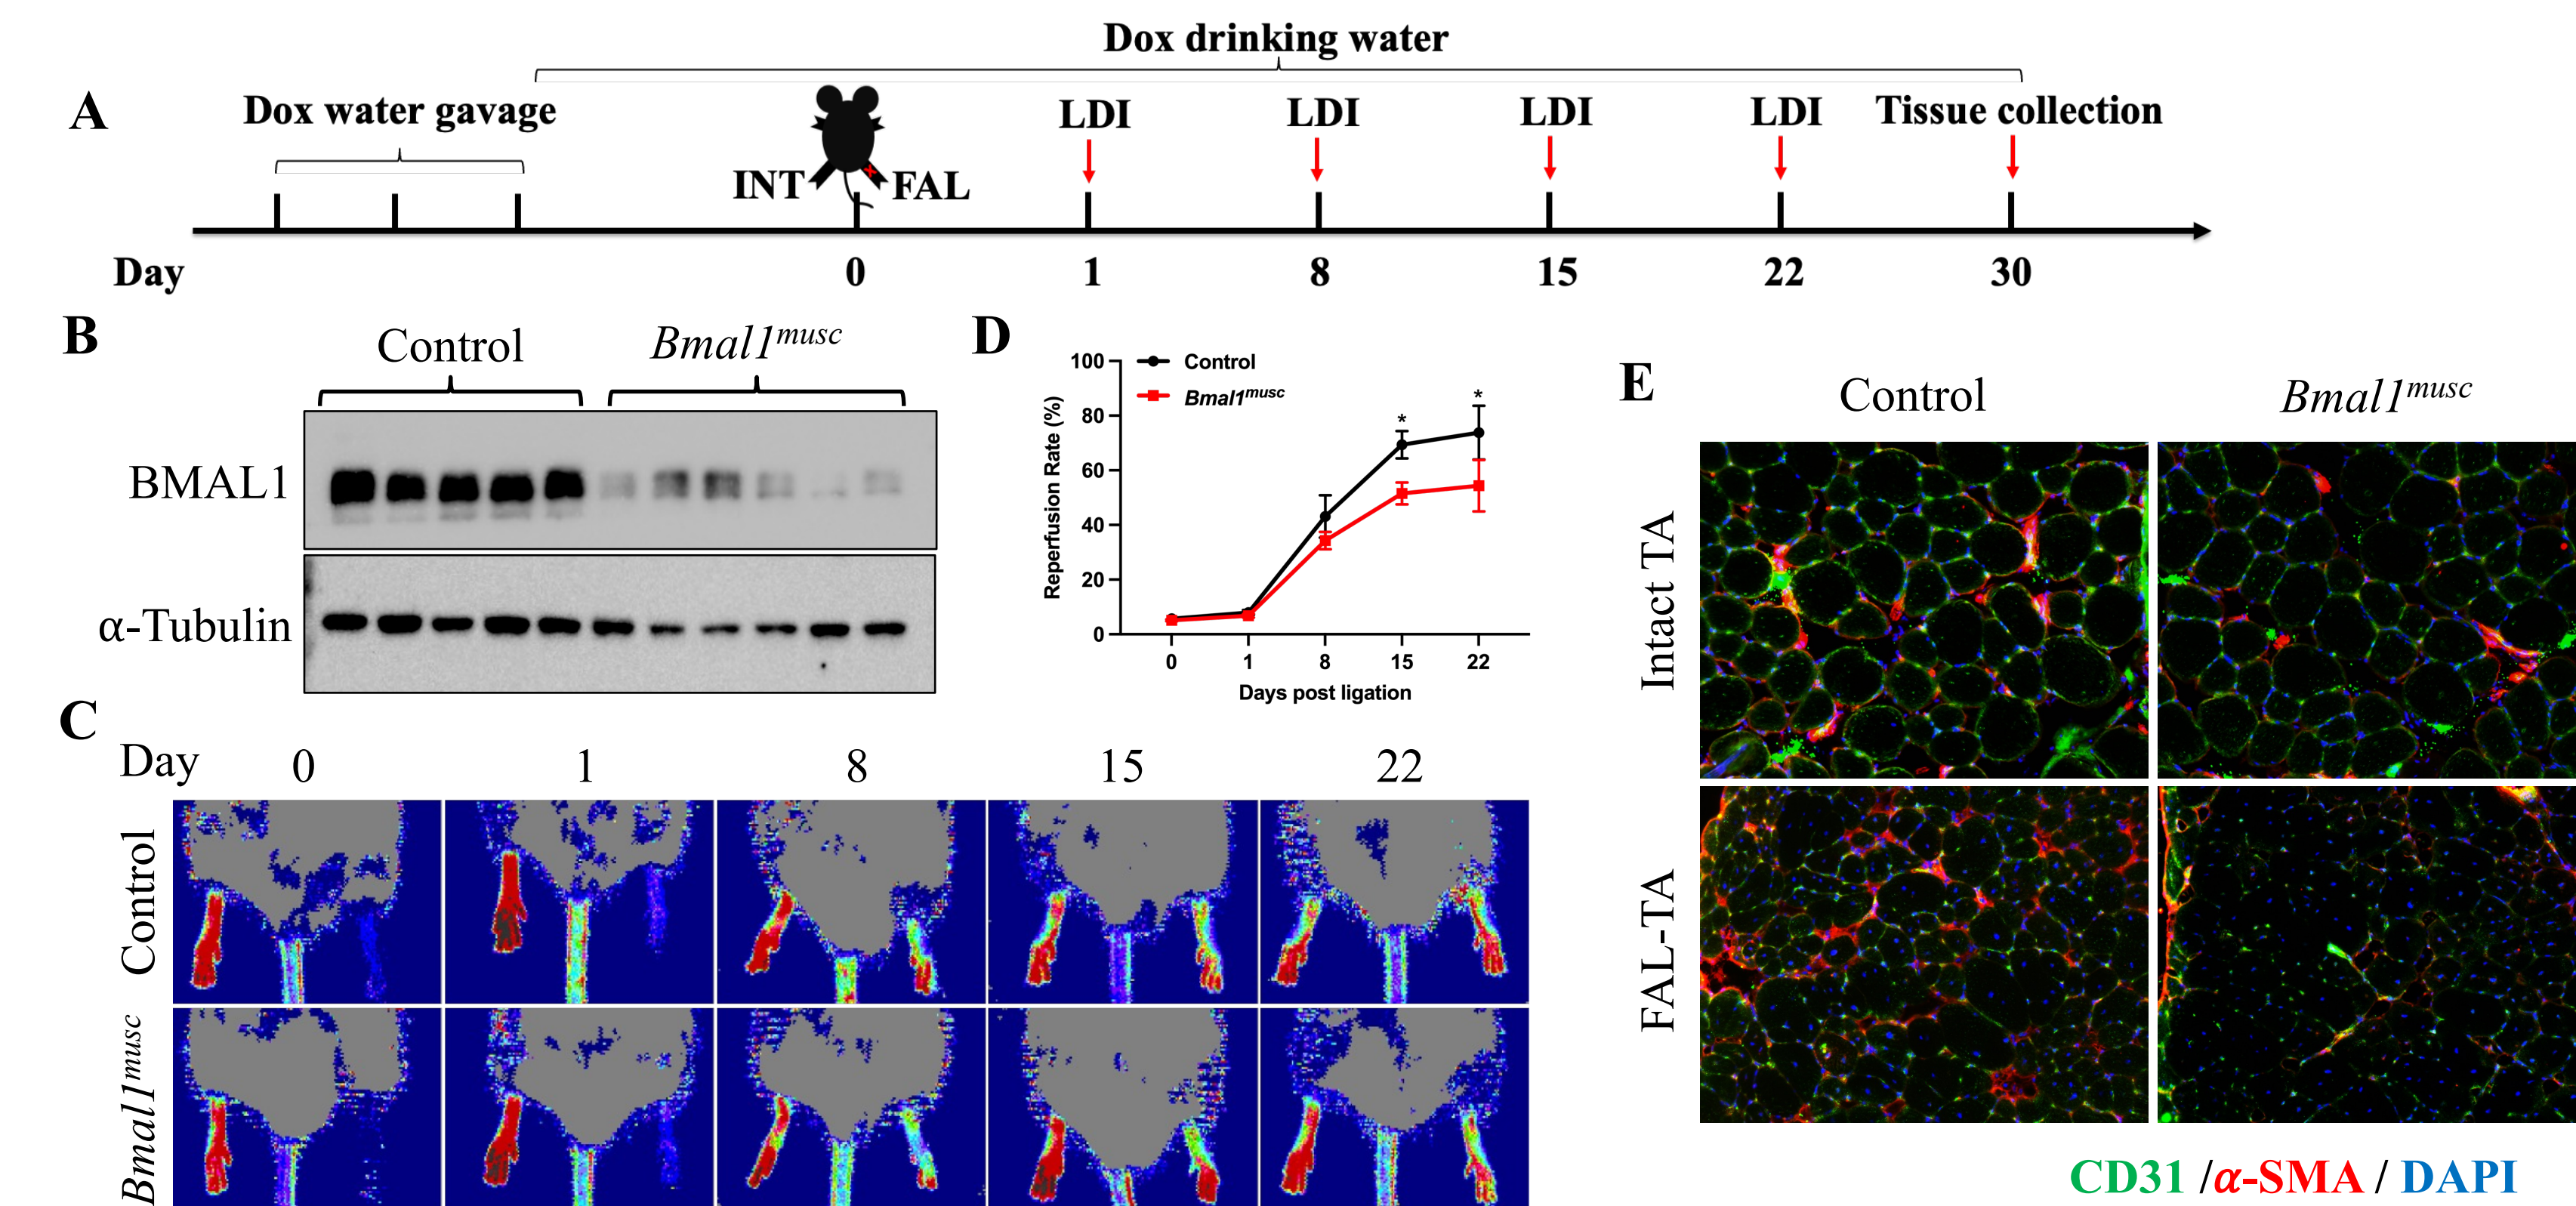 Dox drinking water
A
Dox water gavage
LDI
LDI
LDI
LDI
Tissue collection
INT
FAL
Day
0
1
8
15
22
30
B
Control
Bmal1musc
BMAL1
α-Tubulin
D
100
80
60
40
20
0
Reperfusion Rate (%)
Control
Bmal1musc
*
*
0
1
8
15
22
Days post ligation
C
Day
0
1
8
15
22
Control
Bmal1musc
E
Control
Bmal1musc
Intact TA
FAL-TA
CD31 /α-SMA / DAPI